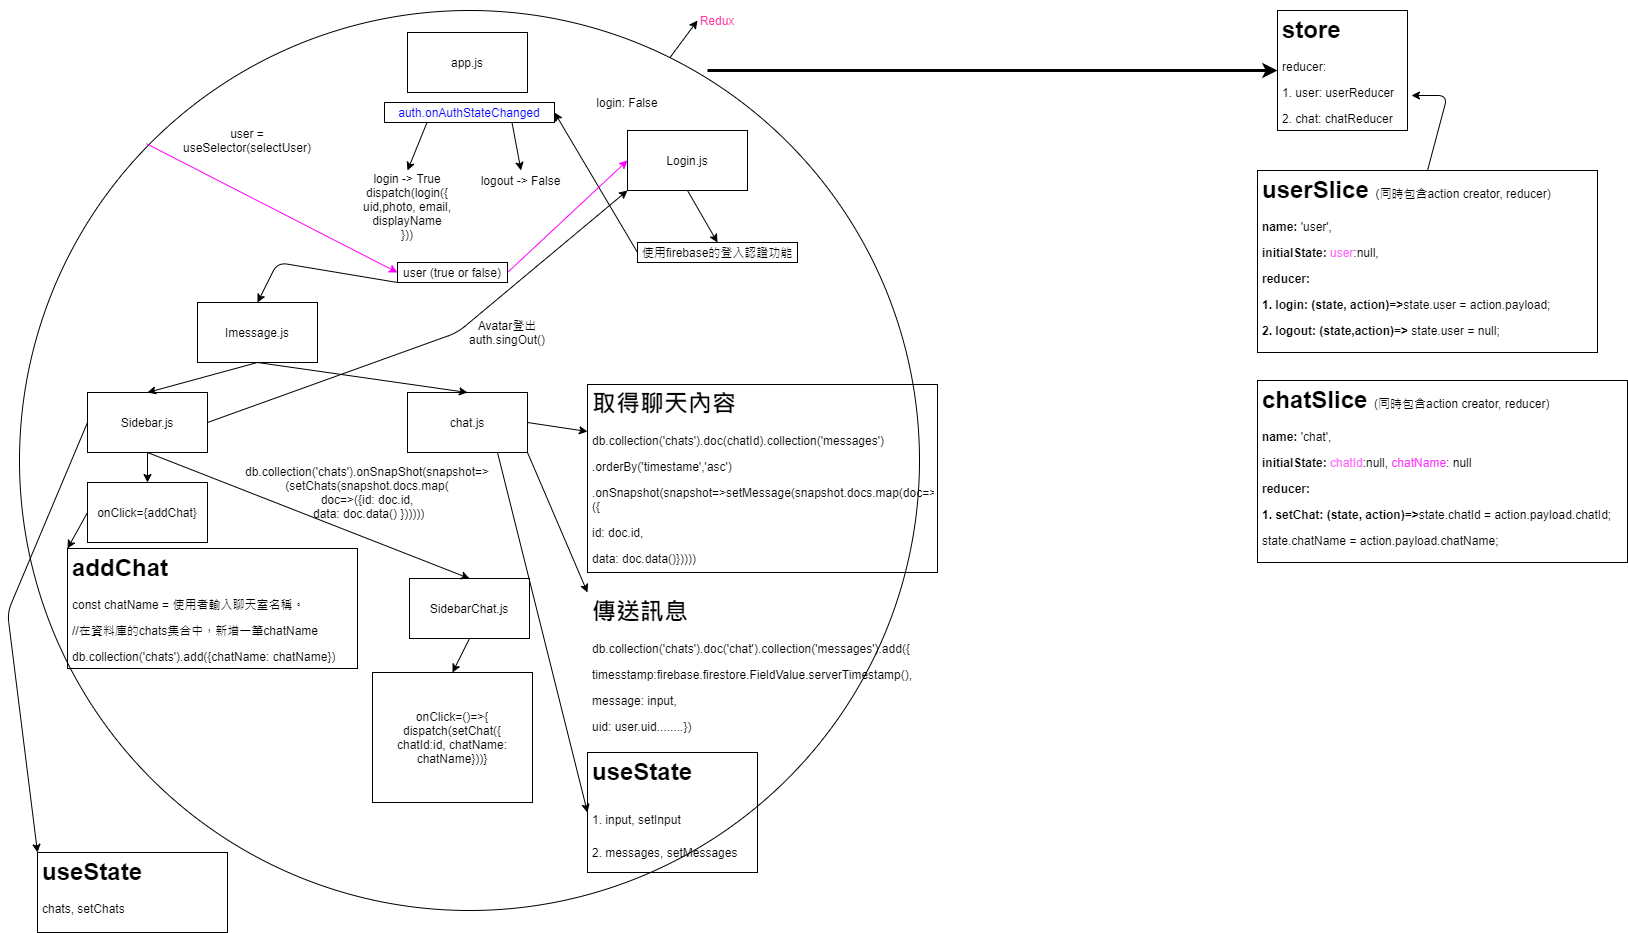 Redux
app.js
auth.onAuthStateChanged
login: False
user =
useSelector(selectUser)
login -> True
dispatch(login({
uid,photo, email,
displayName
}))
logout -> False
Login.js
使用firebase的登入認證功能
user (true or false)
Imessage.js
Avatar登出
auth.singOut()
Sidebar.js
chat.js
onClick={addChat}
db.collection('chats').onSnapShot(snapshot=>
(setChats(snapshot.docs.map(
doc=>({id: doc.id,
data: doc.data() }))))))
addChat
const chatName = 使用者輸入聊天室名稱。
//在資料庫的chats集合中，新增一筆chatName
db.collection('chats').add({chatName: chatName})
SidebarChat.js
onClick=()=>{
dispatch(setChat({
chatId:id, chatName:
chatName}))}
取得聊天內容
db.collection('chats').doc(chatId).collection('messages')
.orderBy('timestame','asc')
.onSnapshot(snapshot=>setMessage(snapshot.docs.map(doc=>
({
id: doc.id,
data: doc.data()}))))
傳送訊息
db.collection('chats').doc('chat').collection('messages').add({
timesstamp:firebase.firestore.FieldValue.serverTimestamp(),
message: input,
uid: user.uid........})
useState
1. input, setInput
2. messages, setMessages
useState
chats, setChats
store
reducer:
1. user: userReducer
2. chat: chatReducer
userSlice (同時包含action creator, reducer)
name: 'user',
initialState: user:null,
reducer:
1. login: (state, action)=>state.user = action.payload;
2. logout: (state,action)=> state.user = null;
chatSlice (同時包含action creator, reducer)
name: 'chat',
initialState: chatId:null, chatName: null
reducer:
1. setChat: (state, action)=>state.chatId = action.payload.chatId;
state.chatName = action.payload.chatName;